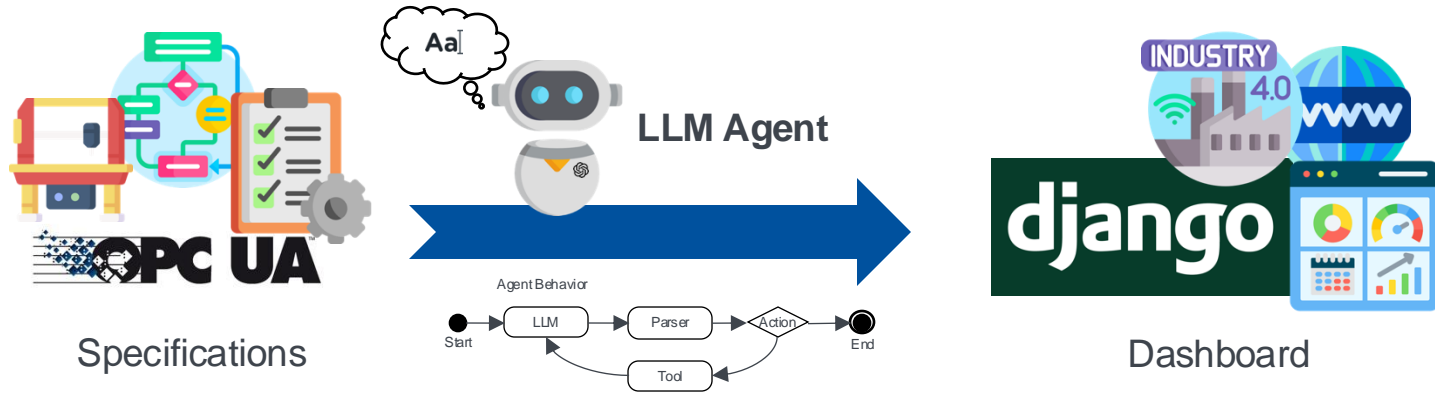 Aa
INDUSTRY
4.0
www
LLM Agent
django
OPC UA
™
Agent Behavior
LLM
Parser
Action
Start
End
Tool
Specifications
Dashboard